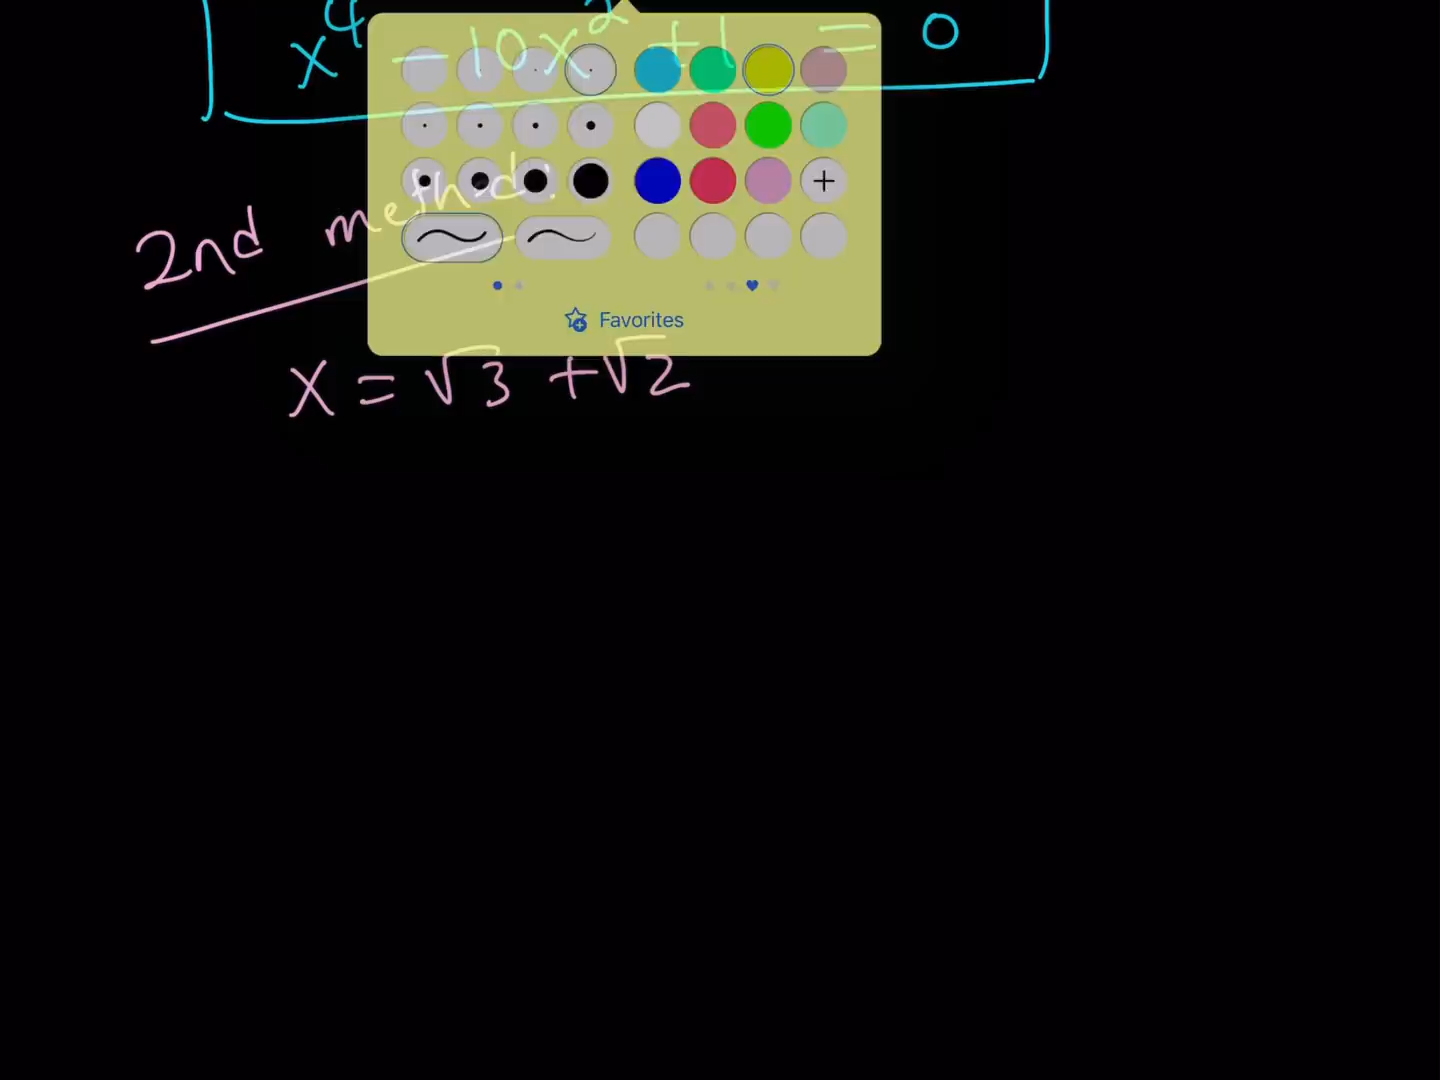 x⁴ - 10x² + 1 = 0
2nd method:
Favorites
x = √3 + √2